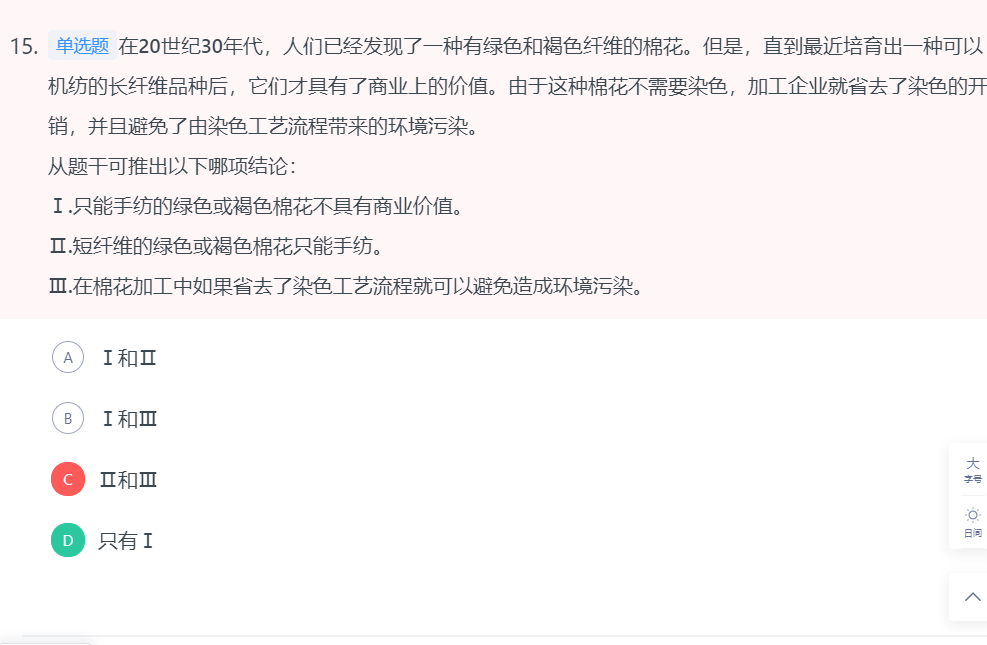 15. 单选题 在20世纪30年代，人们已经发现了一种有绿色和褐色纤维的棉花。但是，直到最近培育出一种可以
机纺的长纤维品种后，它们才具有了商业上的价值。由于这种棉花不需要染色，加工企业就省去了染色的开
销，并且避免了由染色工艺流程带来的环境污染。
从题干可推出以下哪项结论：
Ⅰ.只能手纺的绿色或褐色棉花不具有商业价值。
Ⅱ.短纤维的绿色或褐色棉花只能手纺。
Ⅲ.在棉花加工中如果省去了染色工艺流程就可以避免造成环境污染。
A Ⅰ和Ⅱ
B Ⅰ和Ⅲ
C Ⅱ和Ⅲ
D 只有Ⅰ
大
字号
日间